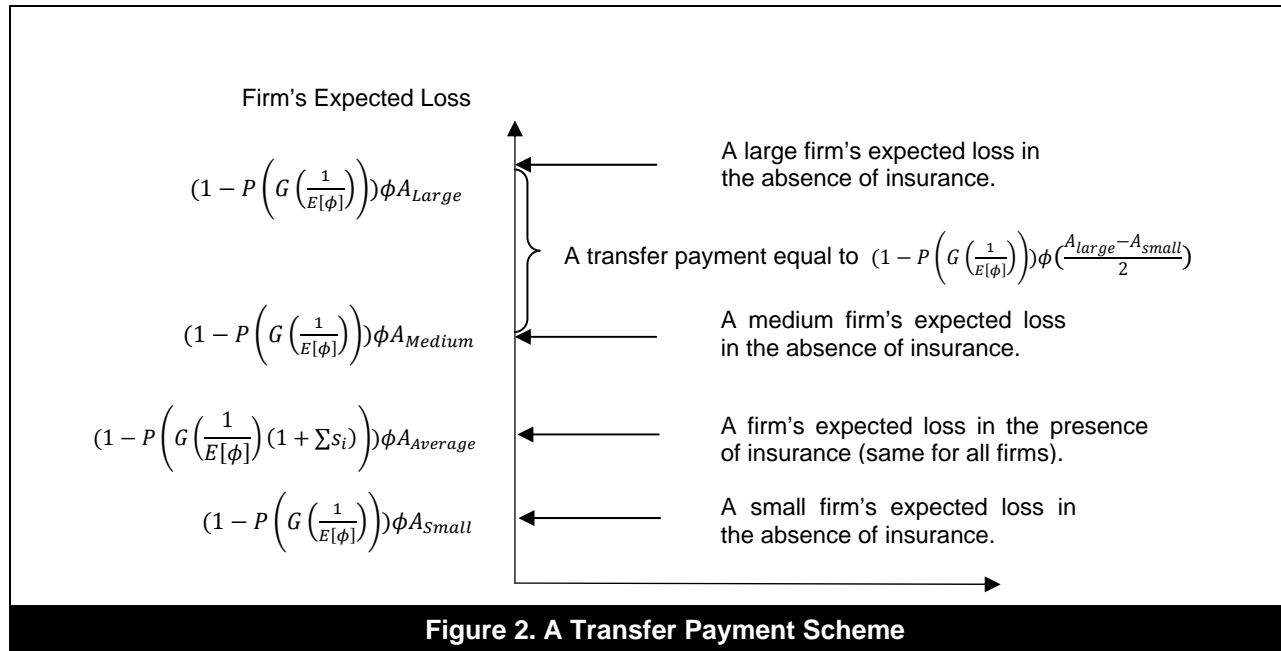 Firm's Expected Loss
(1 − P(G(1/E[ϕ])))ϕA_Large
A large firm's expected loss in
the absence of insurance.
A transfer payment equal to (1 − P(G(1/E[ϕ])))ϕ((A_large−A_small)/2)
(1 − P(G(1/E[ϕ])))ϕA_Medium
A medium firm's expected loss
in the absence of insurance.
(1 − P(G(1/E[ϕ])(1 + ∑s_i)))ϕA_Average
A firm's expected loss in the presence
of insurance (same for all firms).
(1 − P(G(1/E[ϕ])))ϕA_Small
A small firm's expected loss in
the absence of insurance.
Figure 2. A Transfer Payment Scheme